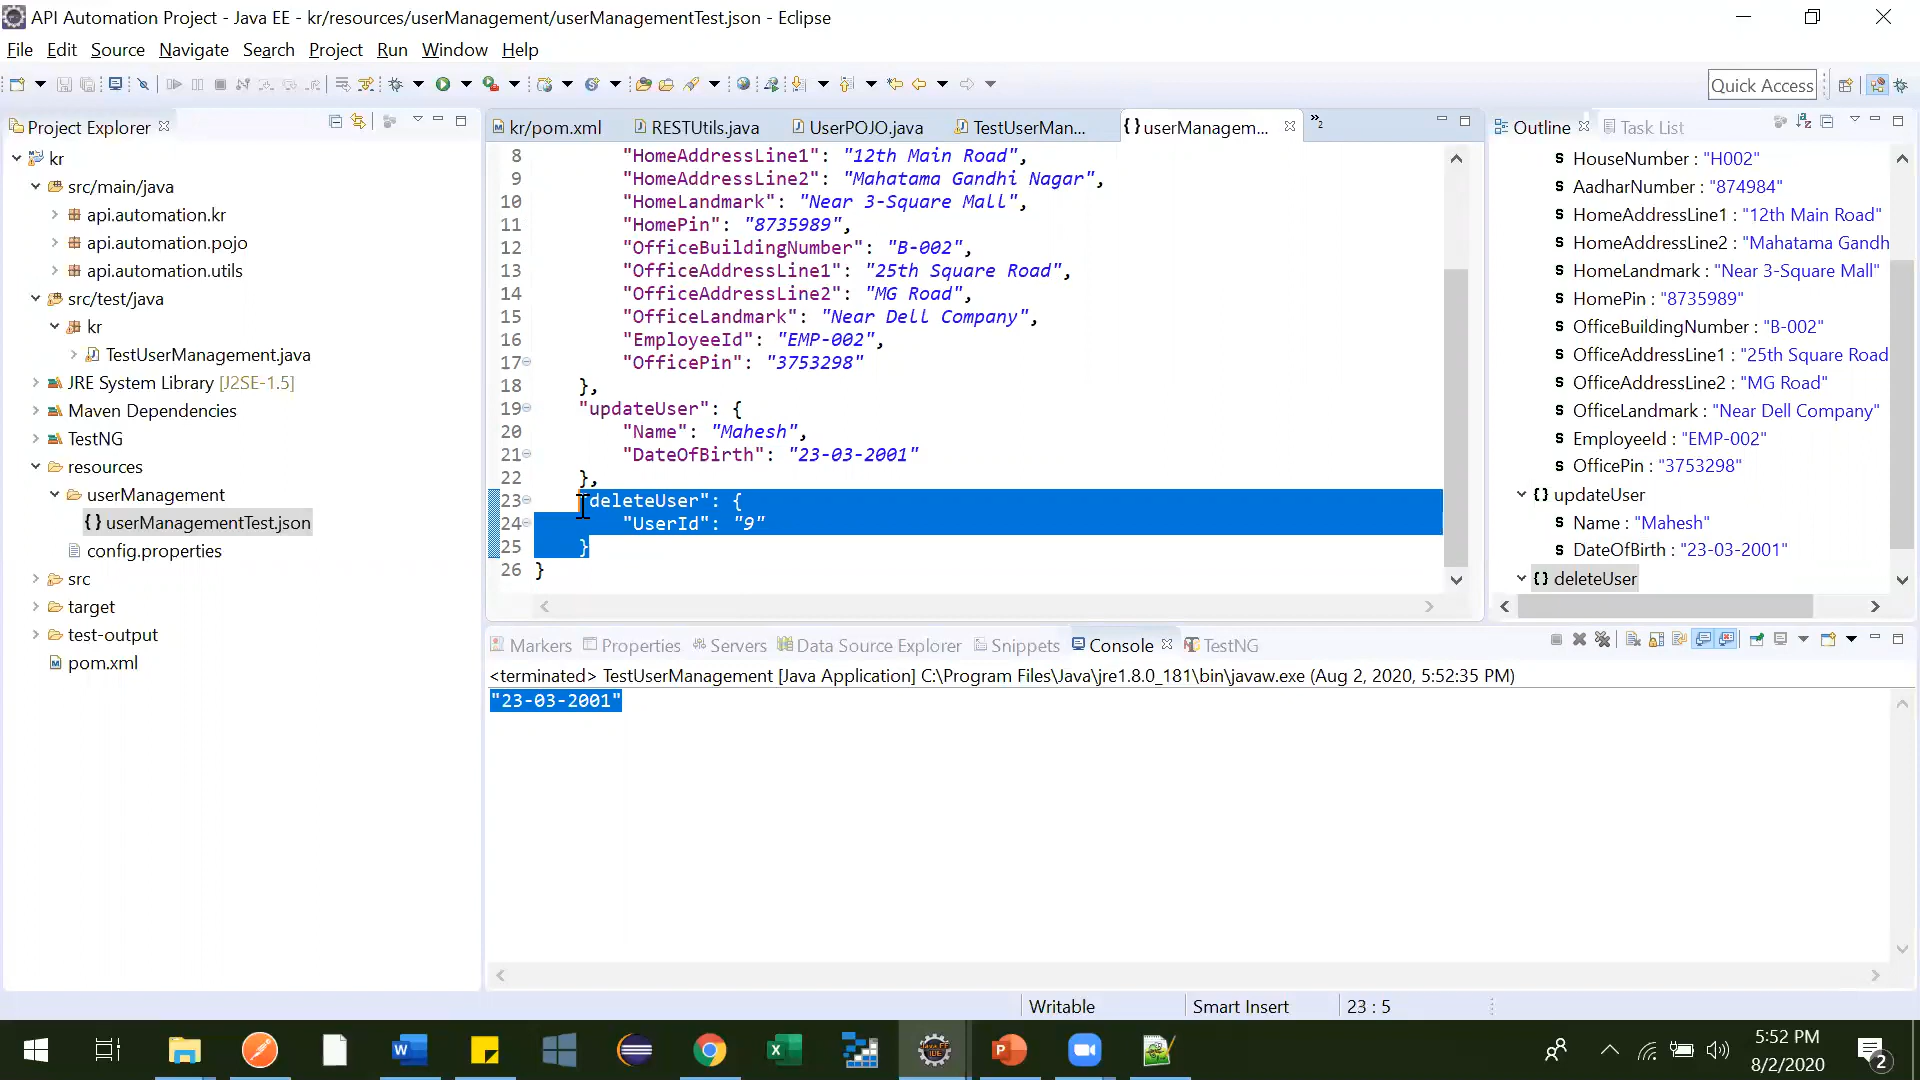 API Automation Project - Java EE - kr/resources/userManagement/userManagementTest.json - Eclipse
File Edit Source Navigate Search Project Run Window Help
Quick Access
Project Explorer
kr
src/main/java
api.automation.kr
api.automation.pojo
api.automation.utils
src/test/java
kr
TestUserManagement.java
JRE System Library [J2SE-1.5]
Maven Dependencies
TestNG
resources
userManagement
userManagementTest.json
config.properties
src
target
test-output
pom.xml
kr/pom.xml RESTUtils.java UserPOJO.java TestUserMan... userManagem... »2
8 "HomeAddressLine1": "12th Main Road",
9 "HomeAddressLine2": "Mahatama Gandhi Nagar",
10 "HomeLandmark": "Near 3-Square Mall",
11 "HomePin": "8735989",
12 "OfficeBuildingNumber": "B-002",
13 "OfficeAddressLine1": "25th Square Road",
14 "OfficeAddressLine2": "MG Road",
15 "OfficeLandmark": "Near Dell Company",
16 "EmployeeId": "EMP-002",
17 "OfficePin": "3753298"
18 },
19 "updateUser": {
20 "Name": "Mahesh",
21 "DateOfBirth": "23-03-2001"
22 },
23 "deleteUser": {
24 "UserId": "9"
25 }
26 }
Outline Task List
HouseNumber : "H002"
AadharNumber : "874984"
HomeAddressLine1 : "12th Main Road"
HomeAddressLine2 : "Mahatama Gandh
HomeLandmark : "Near 3-Square Mall"
HomePin : "8735989"
OfficeBuildingNumber : "B-002"
OfficeAddressLine1 : "25th Square Road
OfficeAddressLine2 : "MG Road"
OfficeLandmark : "Near Dell Company"
EmployeeId : "EMP-002"
OfficePin : "3753298"
{} updateUser
Name : "Mahesh"
DateOfBirth : "23-03-2001"
{} deleteUser
Markers Properties Servers Data Source Explorer Snippets Console TestNG
<terminated> TestUserManagement [Java Application] C:\Program Files\Java\jre1.8.0_181\bin\javaw.exe (Aug 2, 2020, 5:52:35 PM)
"23-03-2001"
Writable Smart Insert 23 : 5
5:52 PM
8/2/2020
2